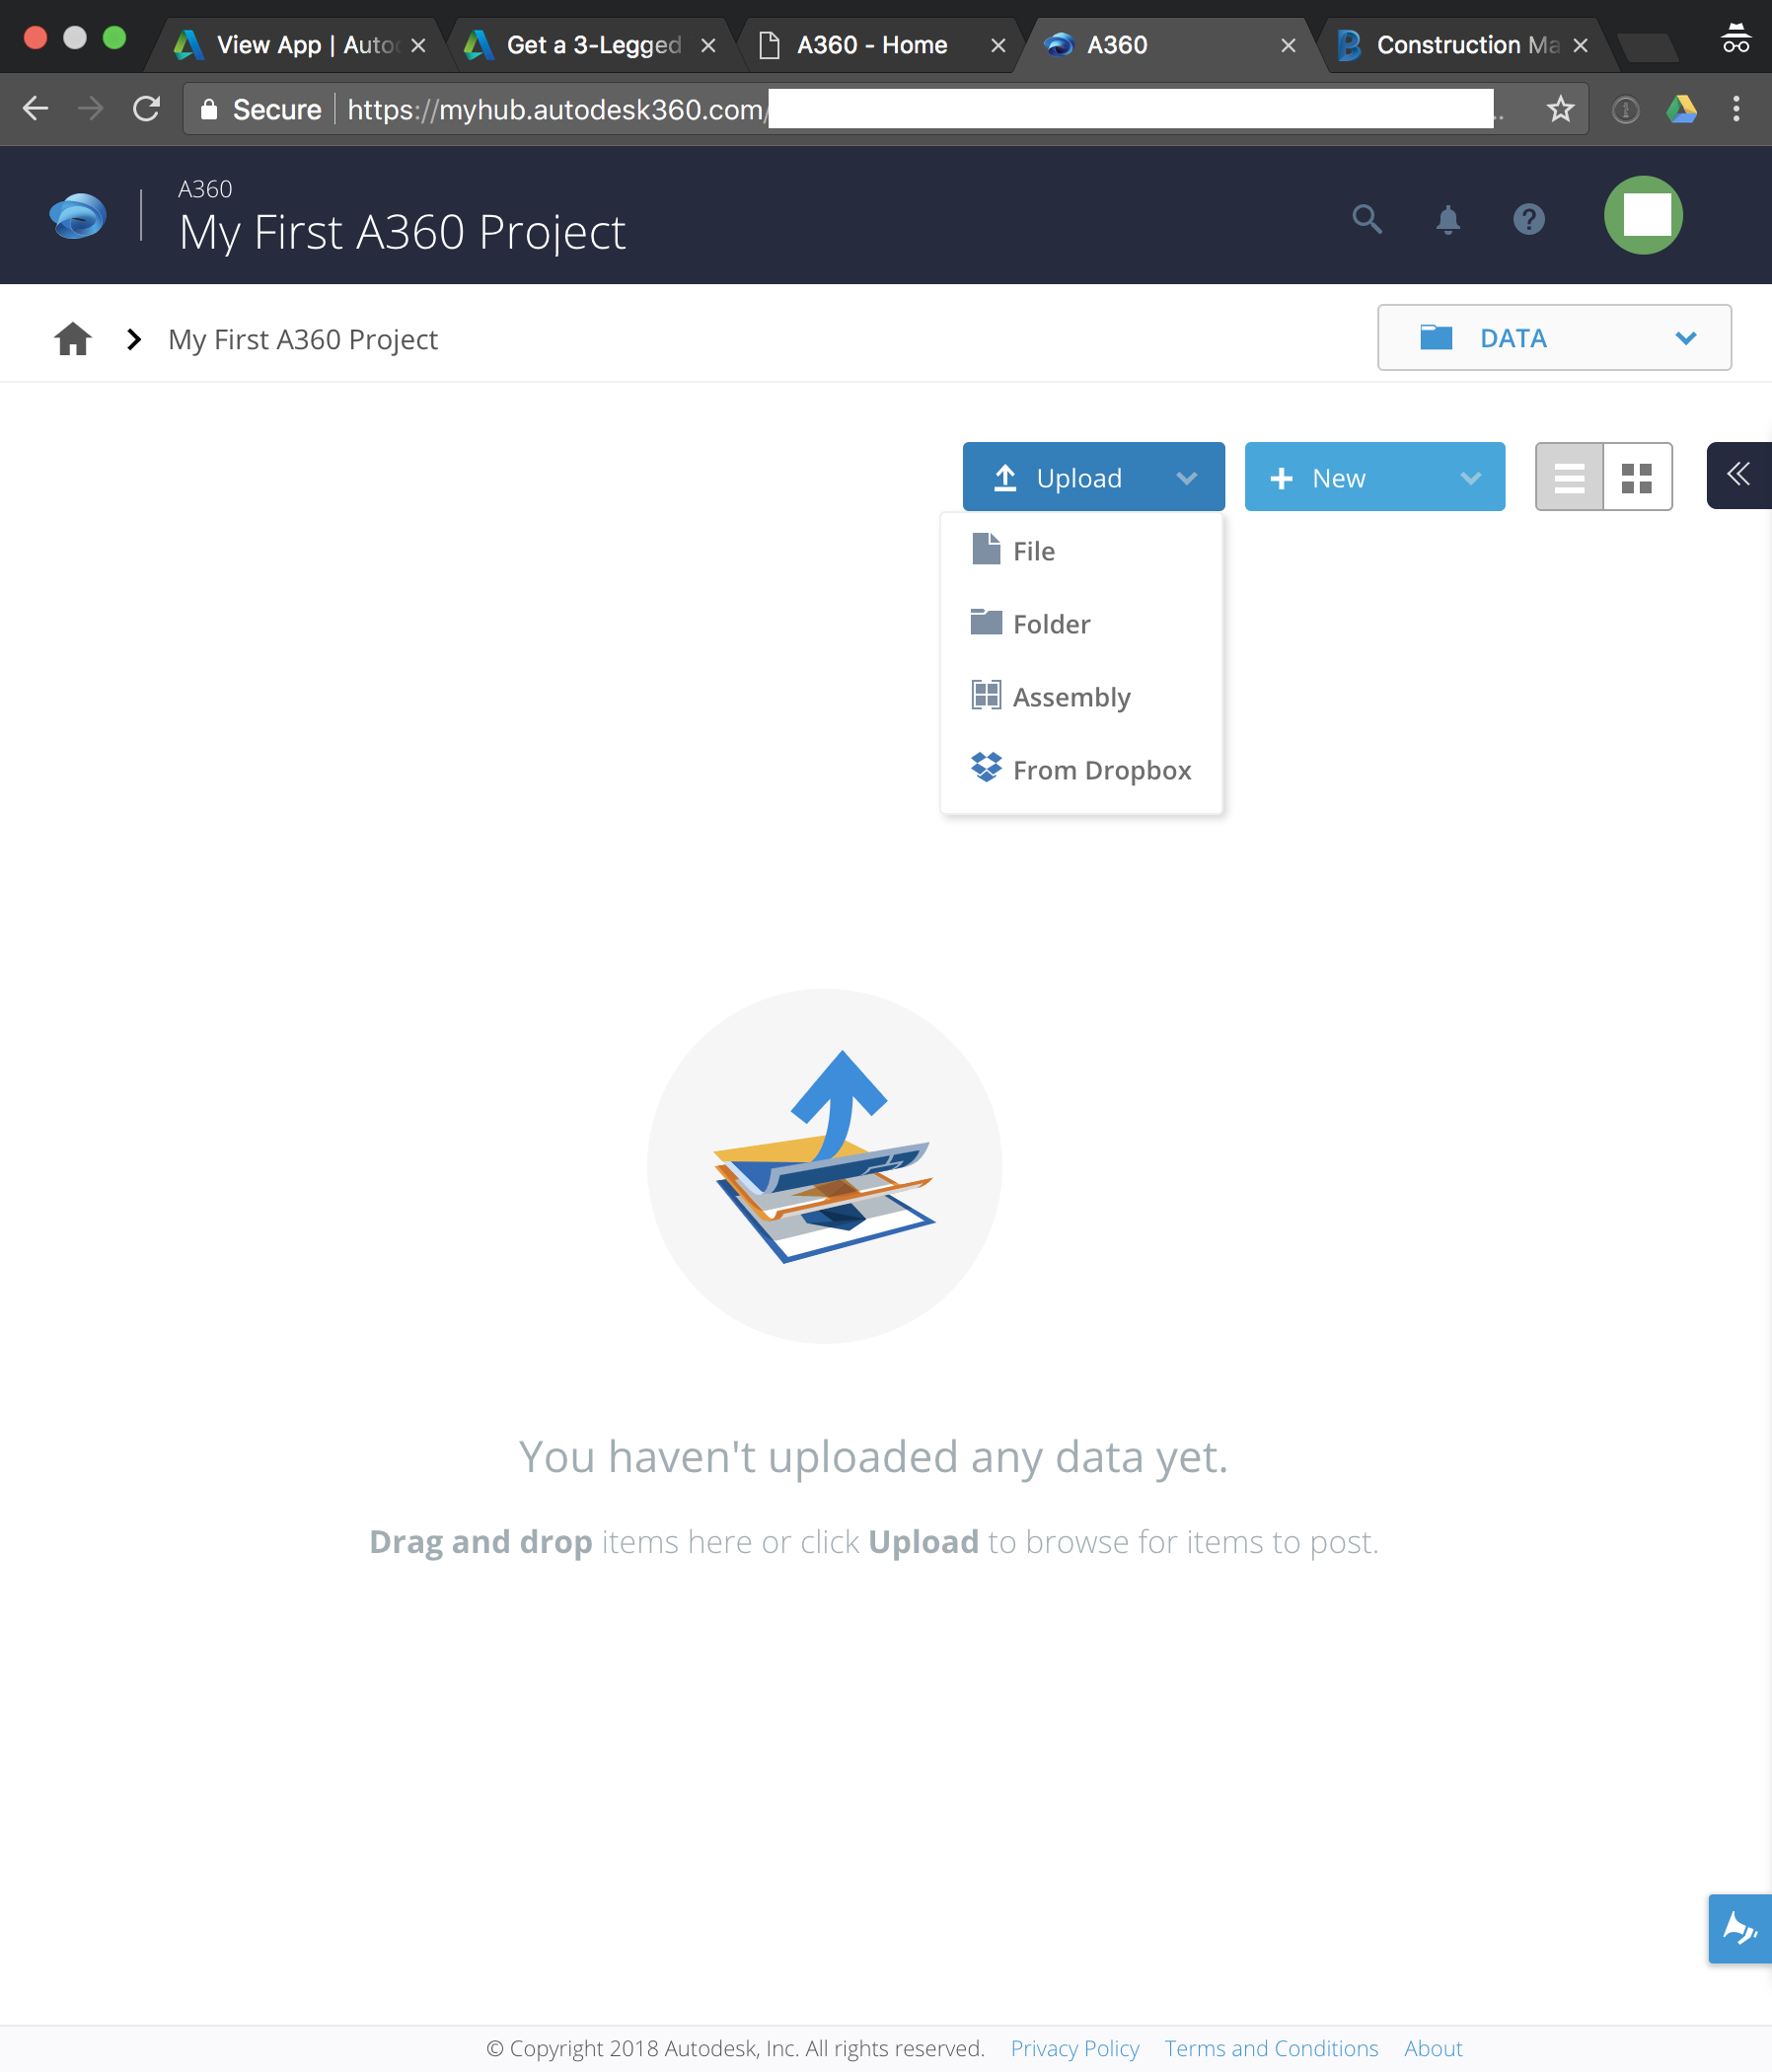 View App | Auto
Get a 3-Legged
A360 - Home
A360
Construction Ma
Secure
https://myhub.autodesk360.com/
..
A360
My First A360 Project
My First A360 Project
DATA
Upload
New
File
Folder
Assembly
From Dropbox
You haven't uploaded any data yet.
Drag and drop items here or click Upload to browse for items to post.
© Copyright 2018 Autodesk, Inc. All rights reserved. Privacy Policy Terms and Conditions About